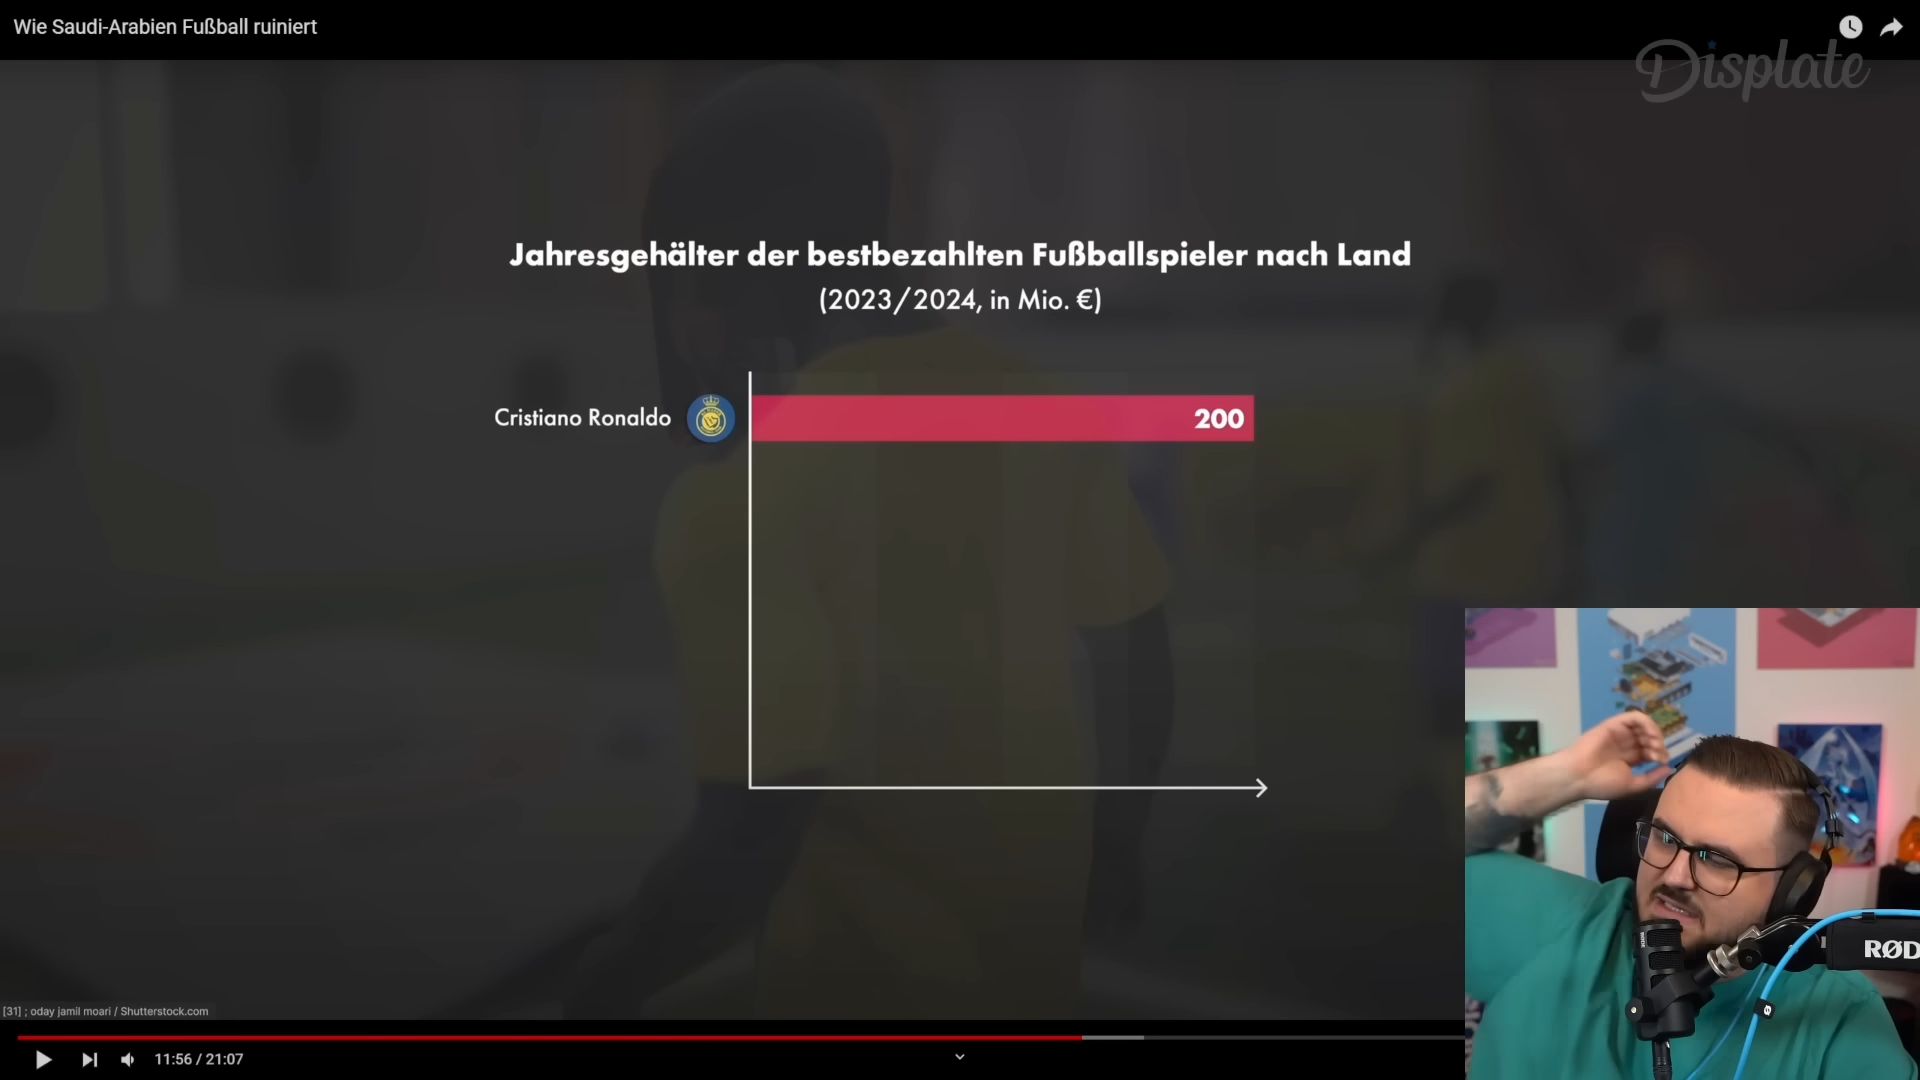 Wie Saudi-Arabien Fußball ruiniert
Displate
Jahresgehälter der bestbezahlten Fußballspieler nach Land
(2023/2024, in Mio. €)
Cristiano Ronaldo
200
RØD
[31] ; oday jamil moari / Shutterstock.com
11:56 / 21:07